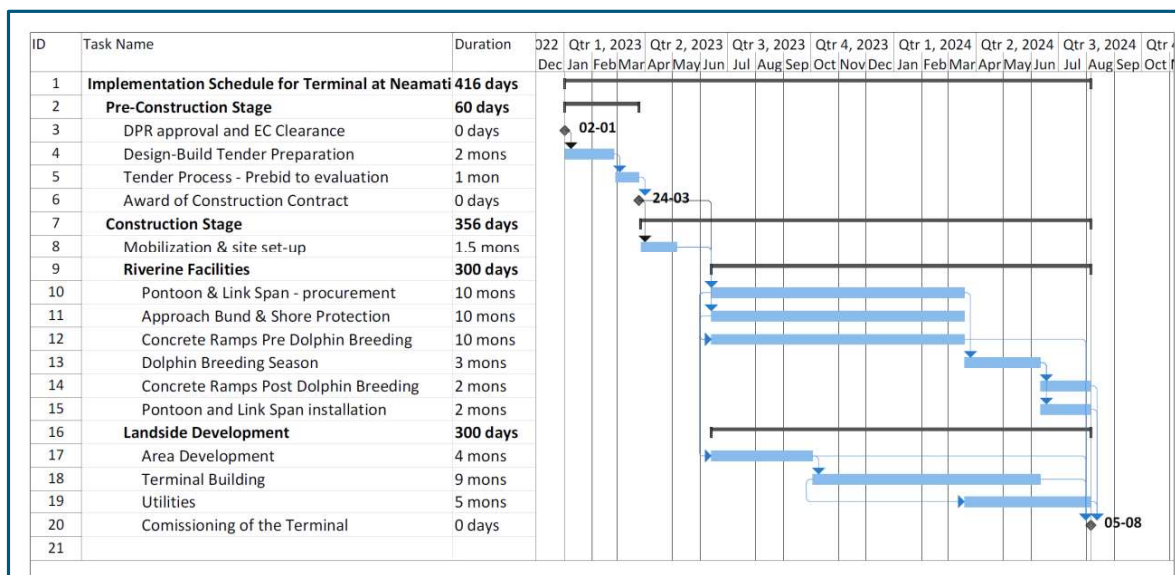 ID Task Name Duration 022 Qtr 1, 2023 Qtr 2, 2023 Qtr 3, 2023 Qtr 4, 2023 Qtr 1, 2024 Qtr 2, 2024 Qtr 3, 2024 Qtr 4
Dec Jan Feb Mar Apr May Jun Jul Aug Sep Oct Nov Dec Jan Feb Mar Apr May Jun Jul Aug Sep Oct
1 Implementation Schedule for Terminal at Neamati 416 days
2 Pre-Construction Stage 60 days
3 DPR approval and EC Clearance 0 days 02-01
4 Design-Build Tender Preparation 2 mons
5 Tender Process - Prebid to evaluation 1 mon
6 Award of Construction Contract 0 days 24-03
7 Construction Stage 356 days
8 Mobilization & site set-up 1.5 mons
9 Riverine Facilities 300 days
10 Pontoon & Link Span - procurement 10 mons
11 Approach Bund & Shore Protection 10 mons
12 Concrete Ramps Pre Dolphin Breeding 10 mons
13 Dolphin Breeding Season 3 mons
14 Concrete Ramps Post Dolphin Breeding 2 mons
15 Pontoon and Link Span installation 2 mons
16 Landside Development 300 days
17 Area Development 4 mons
18 Terminal Building 9 mons
19 Utilities 5 mons
20 Comissioning of the Terminal 0 days 05-08
21